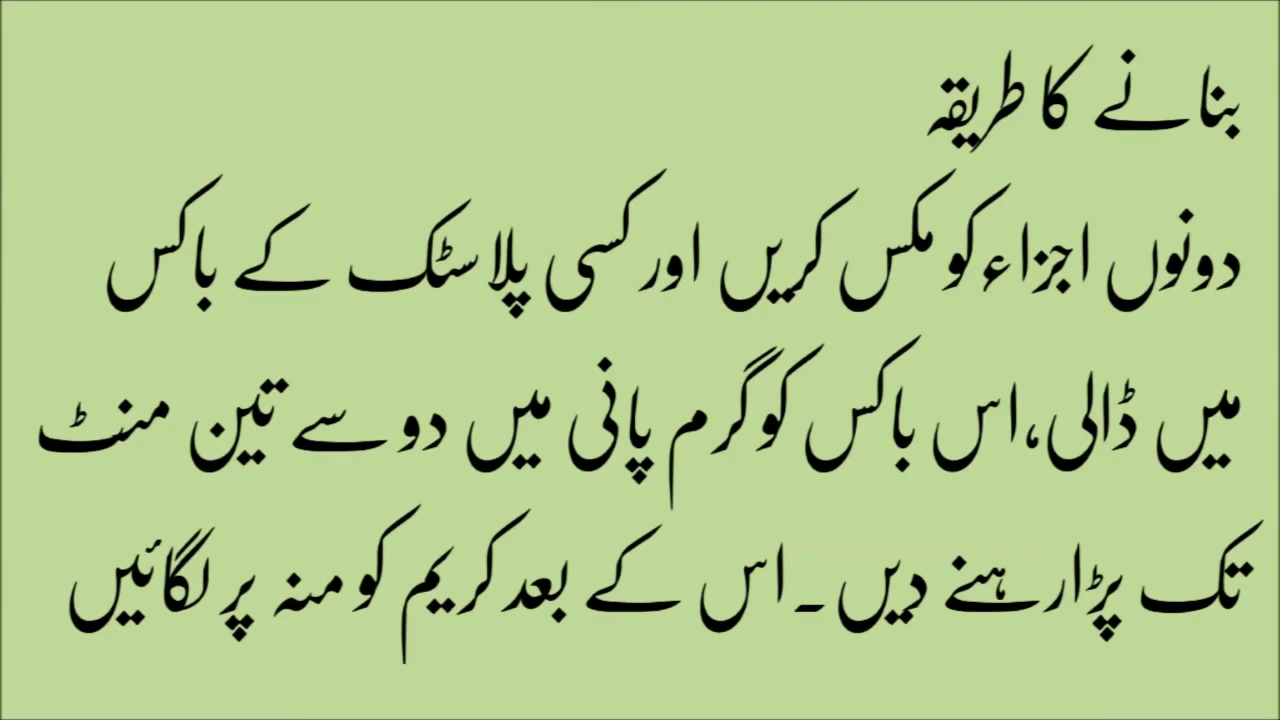 بنانے کا طریقہ
دونوں اجزاء کو مکس کریں اور کسی پلاسٹک کے باکس
میں ڈالی،اس باکس کو گرم پانی میں دو سے تین منٹ
تک پڑا رہنے دیں۔ اس کے بعد کریم کو منہ پر لگائیں